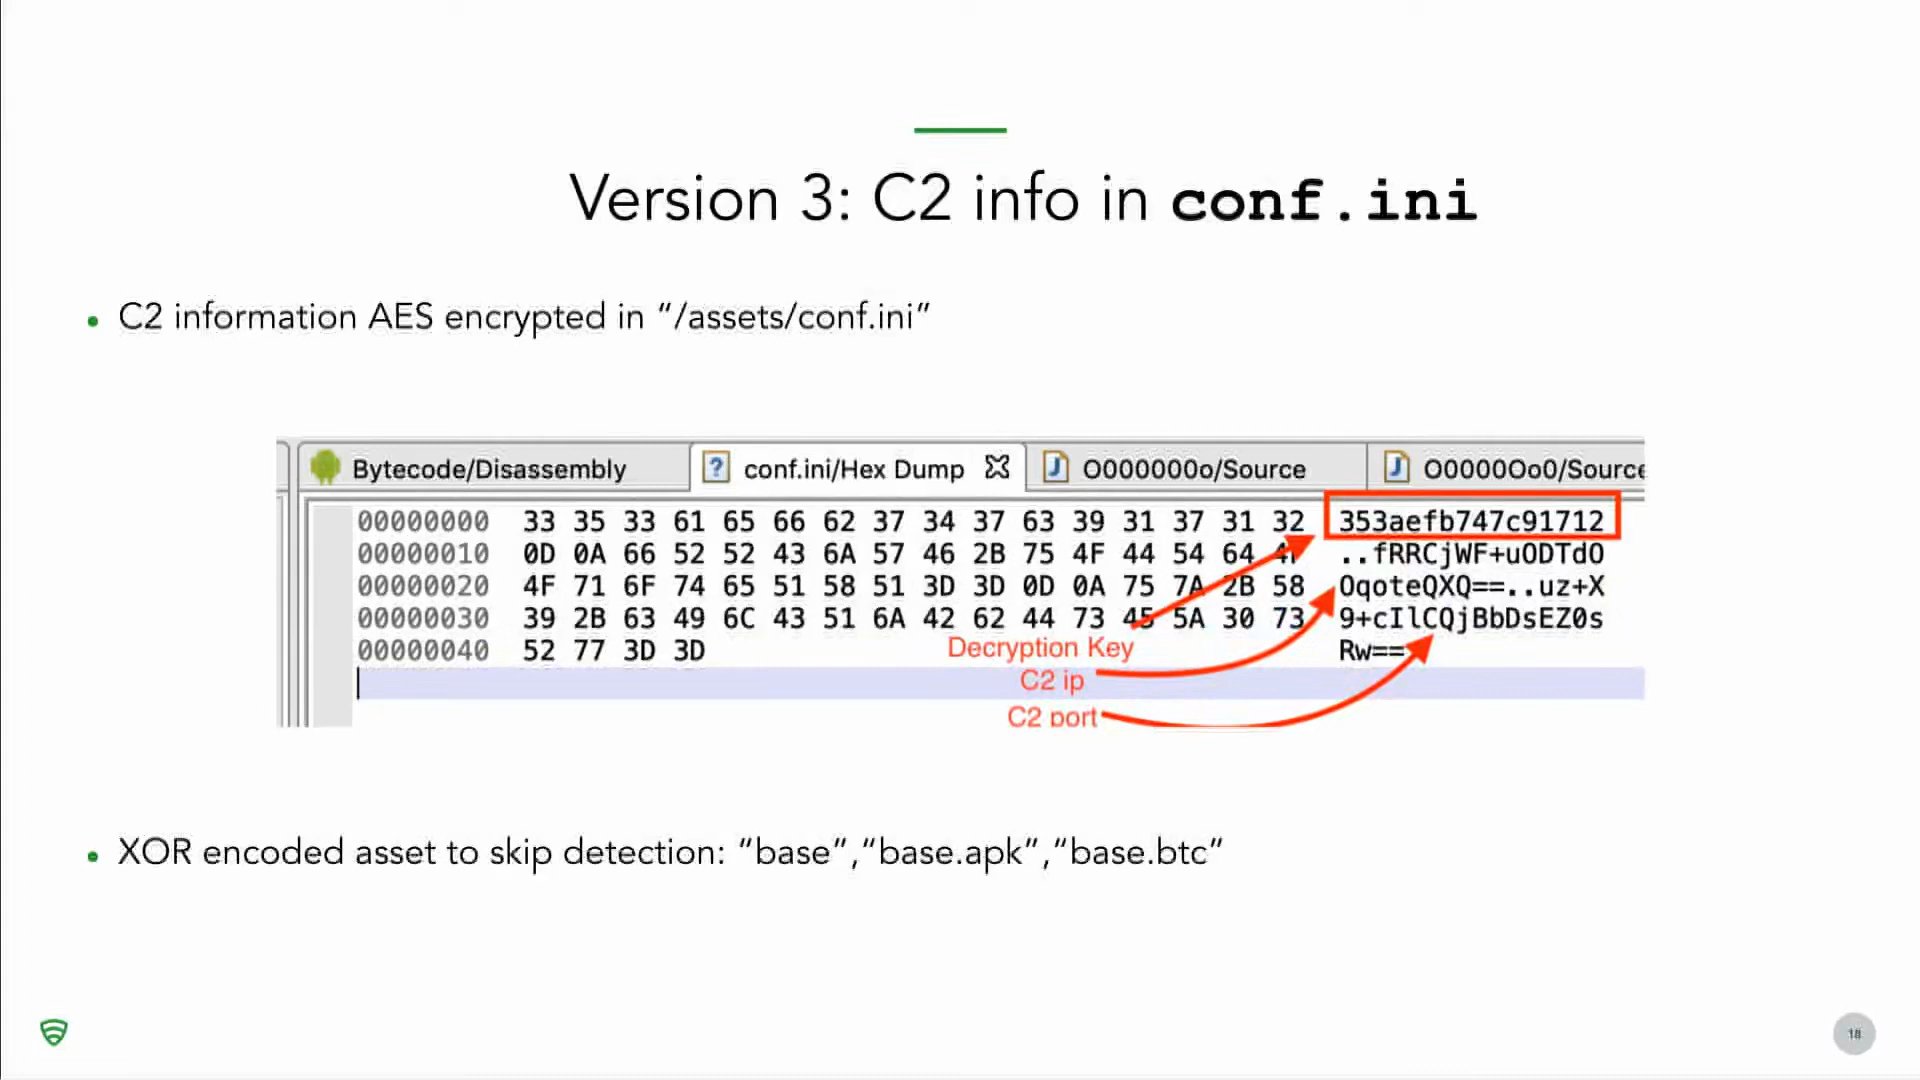 Version 3: C2 info in conf.ini
• C2 information AES encrypted in “/assets/conf.ini”
Bytecode/Disassembly conf.ini/Hex Dump O000000o/Source O00000Oo0/Source
00000000 33 35 33 61 65 66 62 37 34 37 63 39 31 37 31 32 353aefb747c91712
00000010 0D 0A 66 52 52 43 6A 57 46 2B 75 4F 44 54 64 4F ..fRRCjWF+uODTdO
00000020 4F 71 6F 74 65 51 58 51 3D 3D 0D 0A 75 7A 2B 58 OqoteQXQ==..uz+X
00000030 39 2B 63 49 6C 43 51 6A 42 62 44 73 45 5A 30 73 9+cIlCQjBbDsEZ0s
00000040 52 77 3D 3D Rw==
Decryption Key
C2 ip
C2 port
• XOR encoded asset to skip detection: “base”,“base.apk”,“base.btc”
18